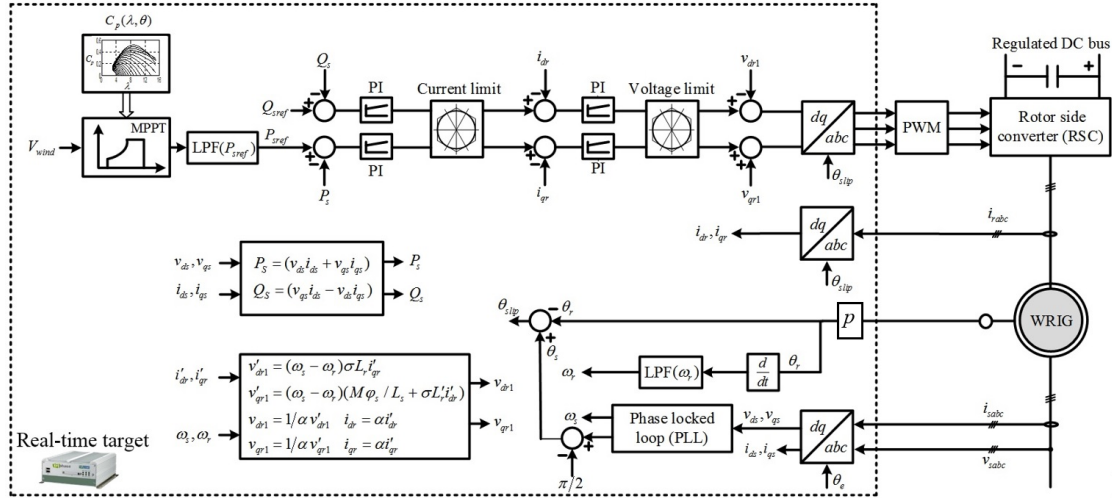 C_p(λ,θ)
C_p
λ
V_wind
MPPT
LPF(P_sref)
P_sref
Q_sref
Q_s
P_s
PI
PI
Current limit
i_dr
i_qr
PI
PI
Voltage limit
v_dr1
v_qr1
dq
abc
θ_slip
PWM
Regulated DC bus
− +
Rotor side
converter (RSC)
i_dr, i_qr
dq
abc
θ_slip
i_rabc
v_ds, v_qs
i_ds, i_qs
P_S = (v_ds i_ds + v_qs i_qs)
Q_S = (v_qs i_ds − v_ds i_qs)
P_s
Q_s
θ_slip
θ_r
θ_s
p
WRIG
ω_r
LPF(ω_r)
d
dt
θ_r
i′_dr, i′_qr
ω_s, ω_r
v′_dr1 = (ω_s − ω_r)σL_r i′_qr
v′_qr1 = (ω_s − ω_r)(Mφ_s / L_s + σL′_r i′_dr)
v_dr1 = 1/α v′_dr1 i_dr = αi′_dr
v_qr1 = 1/α v′_qr1 i_qr = αi′_qr
v_dr1
v_qr1
ω_s
Phase locked
loop (PLL)
π/2
v_ds, v_qs
i_ds, i_qs
dq
abc
θ_e
i_sabc
v_sabc
Real-time target